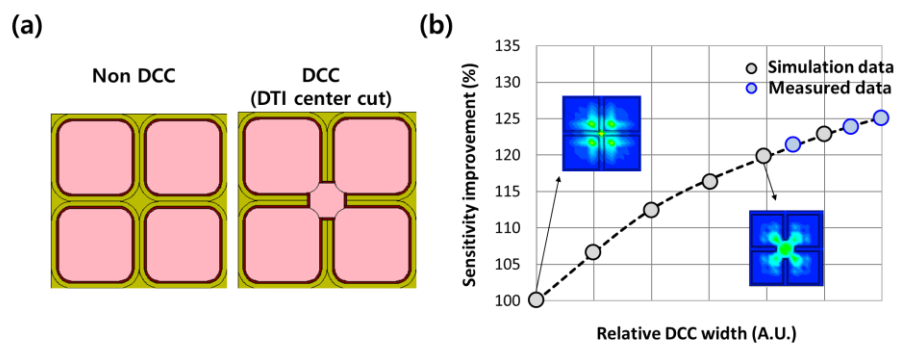 (a)
Non DCC
DCC
(DTI center cut)
(b)
Sensitivity improvement (%)
135
130
125
120
115
110
105
100
Simulation data
Measured data
Relative DCC width (A.U.)